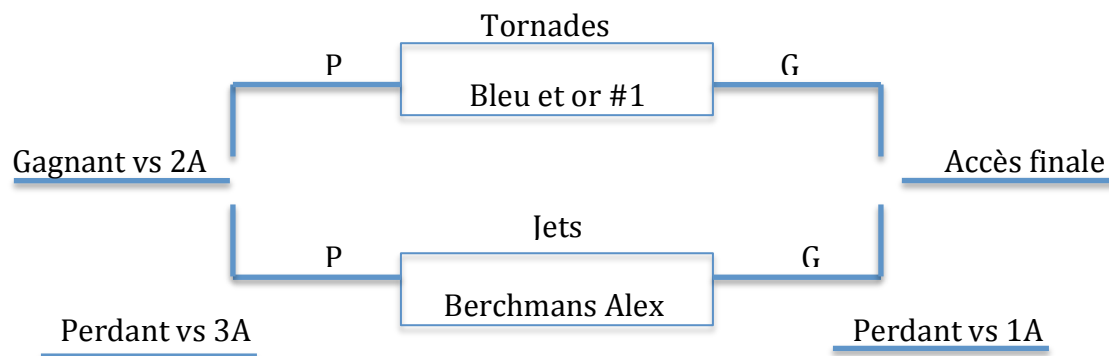 Tornades
P
G
Bleu et or #1
Gagnant vs 2A
Accès finale
Jets
P
G
Berchmans Alex
Perdant vs 3A
Perdant vs 1A